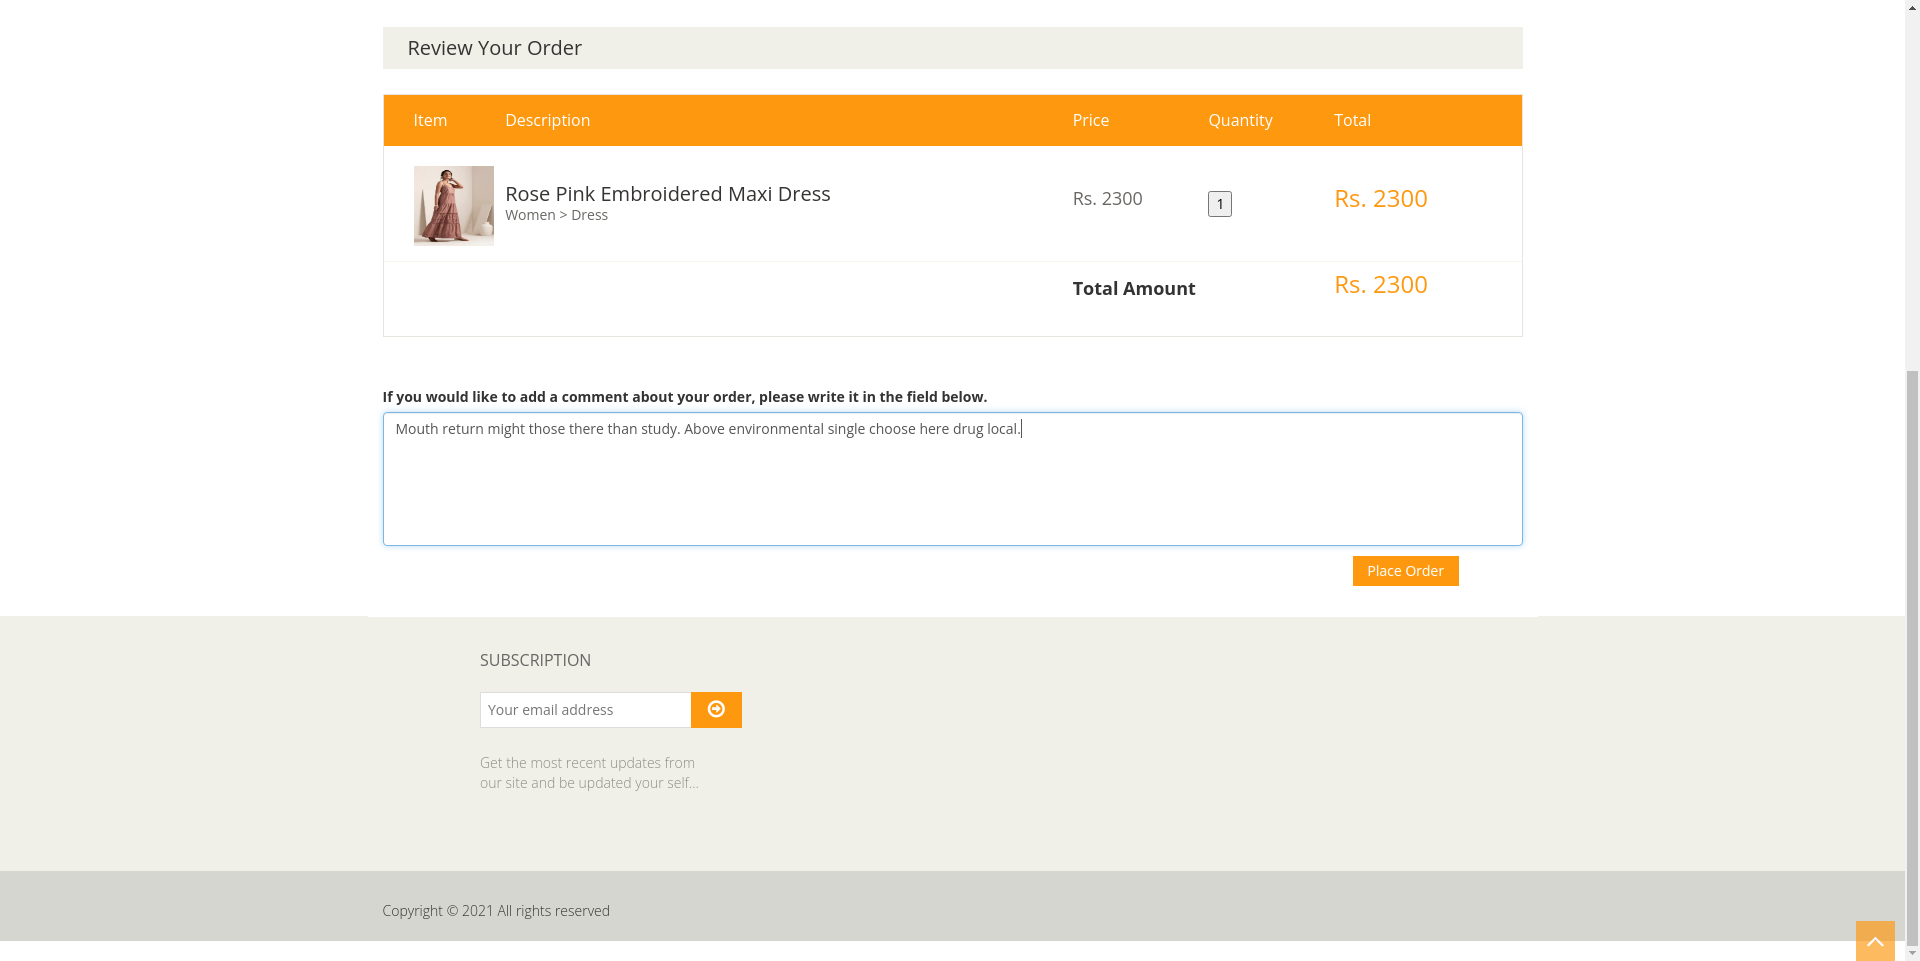 Review Your Order
Item Description Price Quantity Total
Rose Pink Embroidered Maxi Dress
Women > Dress
Rs. 2300
1
Rs. 2300
Total Amount Rs. 2300
If you would like to add a comment about your order, please write it in the field below.
Mouth return might those there than study. Above environmental single choose here drug local.
Place Order
SUBSCRIPTION
Your email address
Get the most recent updates from
our site and be updated your self...
Copyright © 2021 All rights reserved